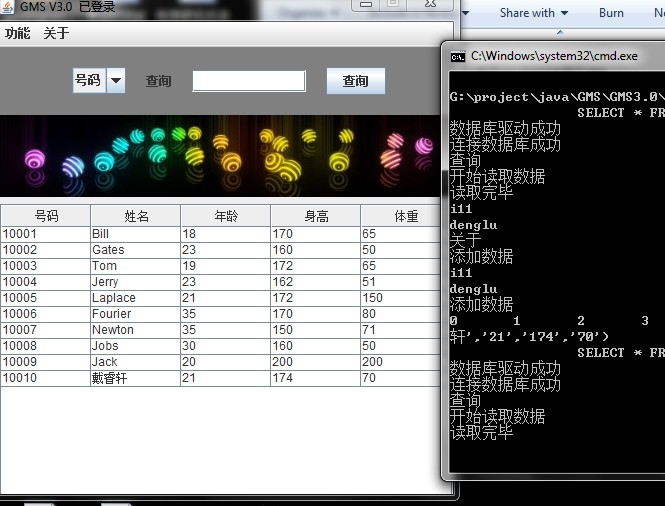 GMS V3.0 已登录
Share with Burn
功能 关于
号码 查询 查询
号码 姓名 年龄 身高 体重
10001 Bill 18 170 65
10002 Gates 23 160 50
10003 Tom 19 172 65
10004 Jerry 23 162 51
10005 Laplace 21 172 150
10006 Fourier 35 170 80
10007 Newton 35 150 71
10008 Jobs 30 160 50
10009 Jack 20 200 200
10010 戴睿轩 21 174 70
C:\Windows\system32\cmd.exe
G:\project\java\GMS\GMS3.0\
SELECT * FR
数据库驱动成功
连接数据库成功
查询
开始读取数据
读取完毕
i11
denglu
关于
添加数据
i11
denglu
添加数据
0 1 2 3
轩','21','174','70')
SELECT * FR
数据库驱动成功
连接数据库成功
查询
开始读取数据
读取完毕